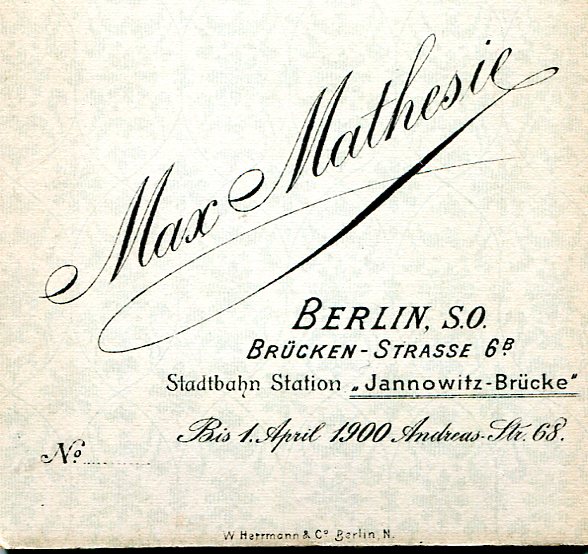 Max Mathesie
BERLIN, S.O.
BRÜCKEN-STRASSE 6B
Stadtbahn Station „Jannowitz-Brücke"
Bis 1. April 1900 Andreas-Str. 68.
No..............
W Herrmann & Co Berlin, N.